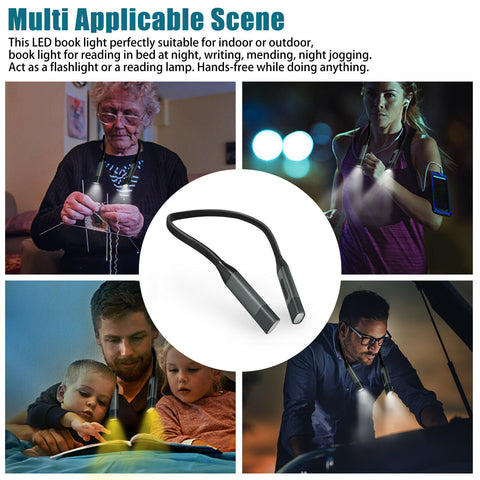 Multi Applicable Scene
This LED book light perfectly suitable for indoor or outdoor,
book light for reading in bed at night, writing, mending, night jogging.
Act as a flashlight or a reading lamp. Hands-free while doing anything.